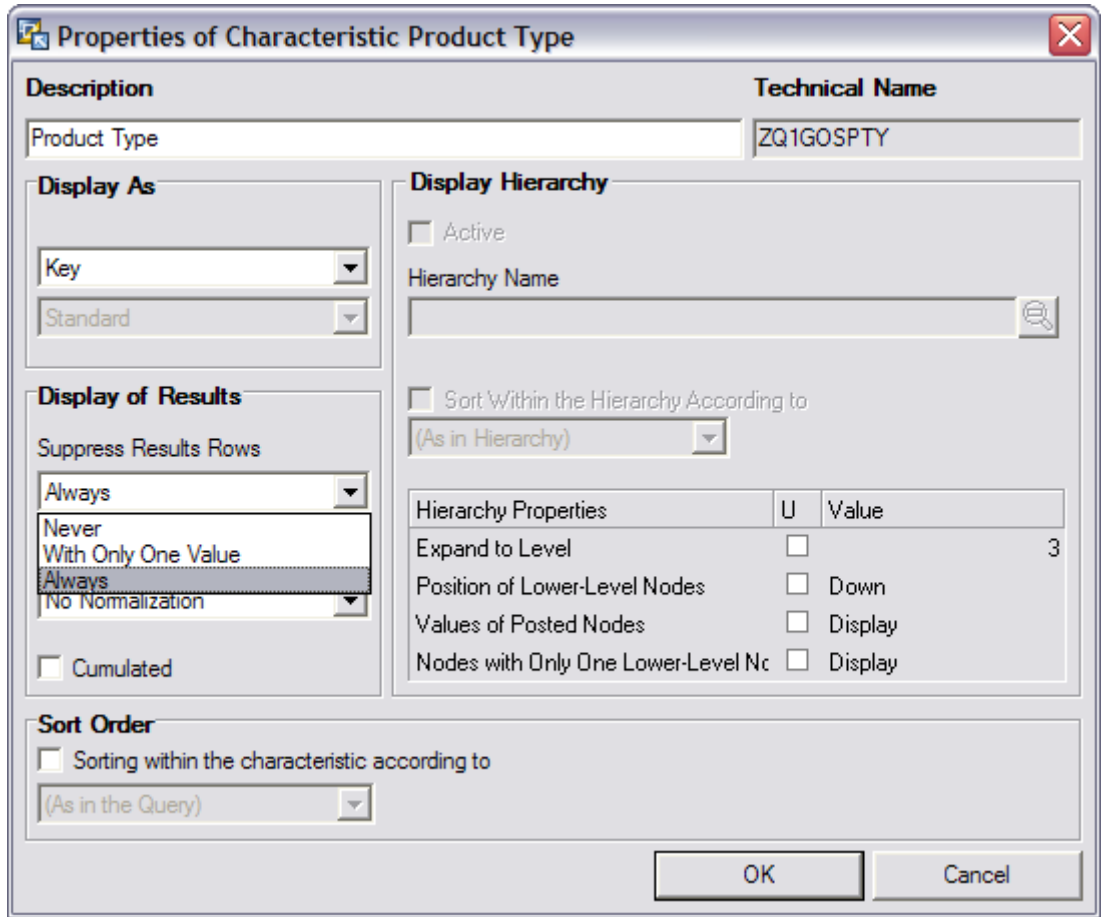 Properties of Characteristic Product Type
Description
Technical Name
Product Type
ZQ1GOSPTY
Display As
Key
Standard
Display of Results
Suppress Results Rows
Always
Never
With Only One Value
Always
No Normalization
Cumulated
Display Hierarchy
Active
Hierarchy Name
Sort Within the Hierarchy According to
(As in Hierarchy)
Hierarchy Properties U Value
Expand to Level 3
Position of Lower-Level Nodes Down
Values of Posted Nodes Display
Nodes with Only One Lower-Level Nc Display
Sort Order
Sorting within the characteristic according to
(As in the Query)
OK
Cancel